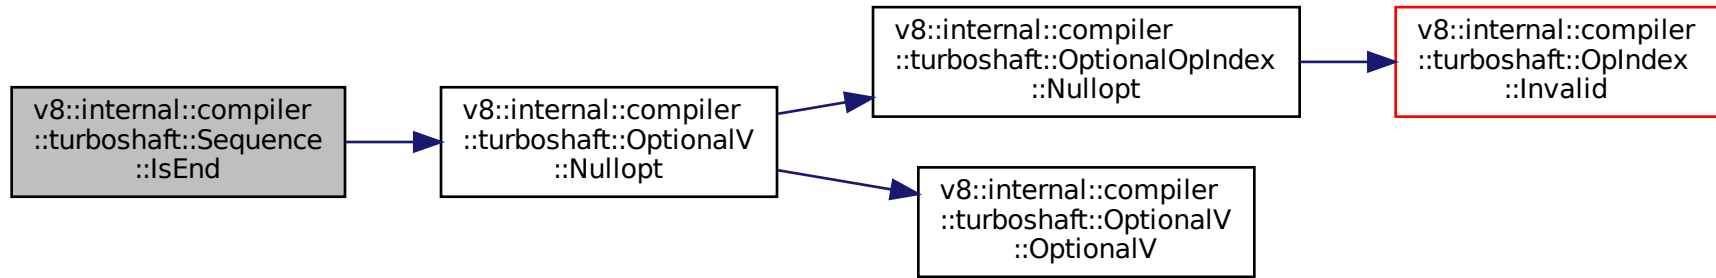 v8::internal::compiler
::turboshaft::Sequence
::IsEnd
v8::internal::compiler
::turboshaft::OptionalV
::Nullopt
v8::internal::compiler
::turboshaft::OptionalOpIndex
::Nullopt
v8::internal::compiler
::turboshaft::OpIndex
::Invalid
v8::internal::compiler
::turboshaft::OptionalV
::OptionalV